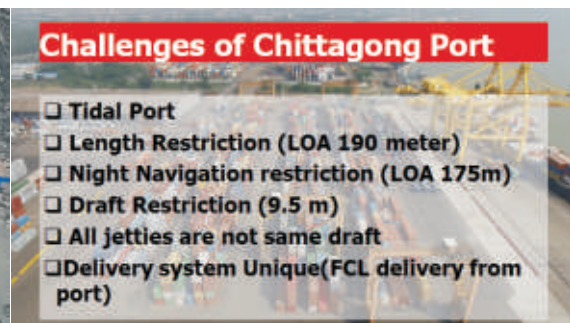 Challenges of Chittagong Port
❑ Tidal Port
❑ Length Restriction (LOA 190 meter)
❑ Night Navigation restriction (LOA 175m)
❑ Draft Restriction (9.5 m)
❑ All jetties are not same draft
❑Delivery system Unique(FCL delivery from
port)